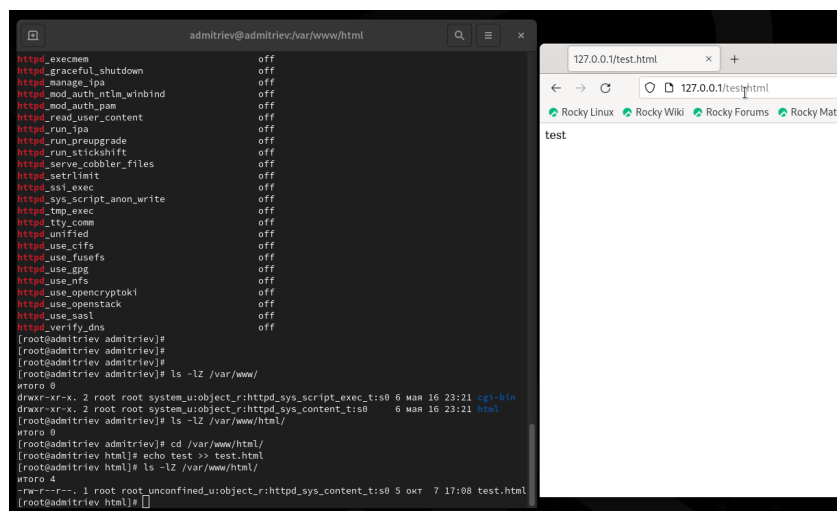 admitriev@admitriev:/var/www/html
httpd_execmem off
httpd_graceful_shutdown off
httpd_manage_ipa off
httpd_mod_auth_ntlm_winbind off
httpd_mod_auth_pam off
httpd_read_user_content off
httpd_run_ipa off
httpd_run_preupgrade off
httpd_run_stickshift off
httpd_serve_cobbler_files off
httpd_setrlimit off
httpd_ssi_exec off
httpd_sys_script_anon_write off
httpd_tmp_exec off
httpd_tty_comm off
httpd_unified off
httpd_use_cifs off
httpd_use_fusefs off
httpd_use_gpg off
httpd_use_nfs off
httpd_use_opencryptoki off
httpd_use_openstack off
httpd_use_sasl off
httpd_verify_dns off
[root@admitriev admitriev]#
[root@admitriev admitriev]#
[root@admitriev admitriev]#
[root@admitriev admitriev]# ls -lZ /var/www/
итого 0
drwxr-xr-x. 2 root root system_u:object_r:httpd_sys_script_exec_t:s0 6 мая 16 23:21 cgi-bin
drwxr-xr-x. 2 root root system_u:object_r:httpd_sys_content_t:s0 6 мая 16 23:21 html
[root@admitriev admitriev]# ls -lZ /var/www/html/
итого 0
[root@admitriev admitriev]# cd /var/www/html/
[root@admitriev html]# echo test >> test.html
[root@admitriev html]# ls -lZ /var/www/html/
итого 4
-rw-r--r--. 1 root root unconfined_u:object_r:httpd_sys_content_t:s0 5 окт 7 17:08 test.html
[root@admitriev html]#
127.0.0.1/test.html
127.0.0.1/test.html
Rocky Linux Rocky Wiki Rocky Forums Rocky Mat
test